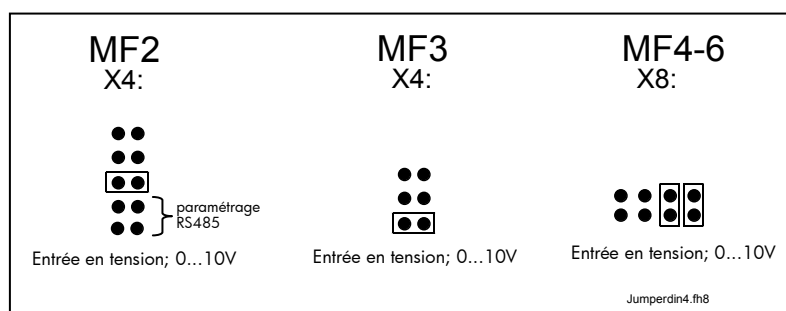 MF2
X4:
MF3
X4:
MF4-6
X8:
paramétrage
RS485
Entrée en tension; 0...10V
Entrée en tension; 0...10V
Entrée en tension; 0...10V
Jumperdin4.fh8